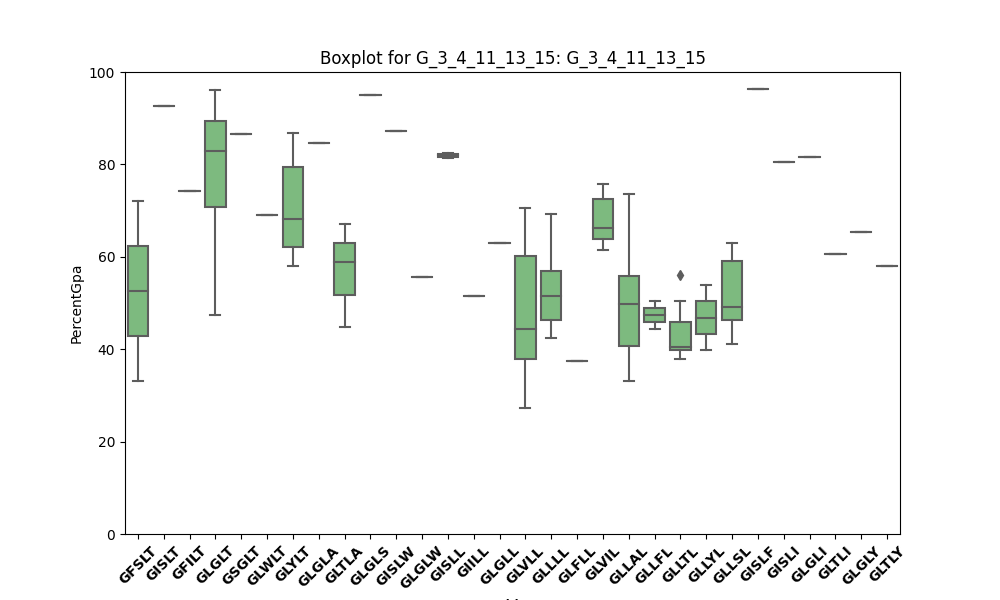 Boxplot for G_3_4_11_13_15: G_3_4_11_13_15
100
80
60
40
20
0
PercentGpa
GFSLT
GISLT
GFILT
GLGLT
GSGLT
GLWLT
GLYLT
GLGLA
GLTLA
GLGLS
GISLW
GLGLW
GISLL
GIILL
GLGLL
GLVLL
GLLLL
GLFLL
GLVIL
GLLAL
GLLFL
GLLTL
GLLYL
GLLSL
GISLF
GISLI
GLGLI
GLTLI
GLGLY
GLTLY